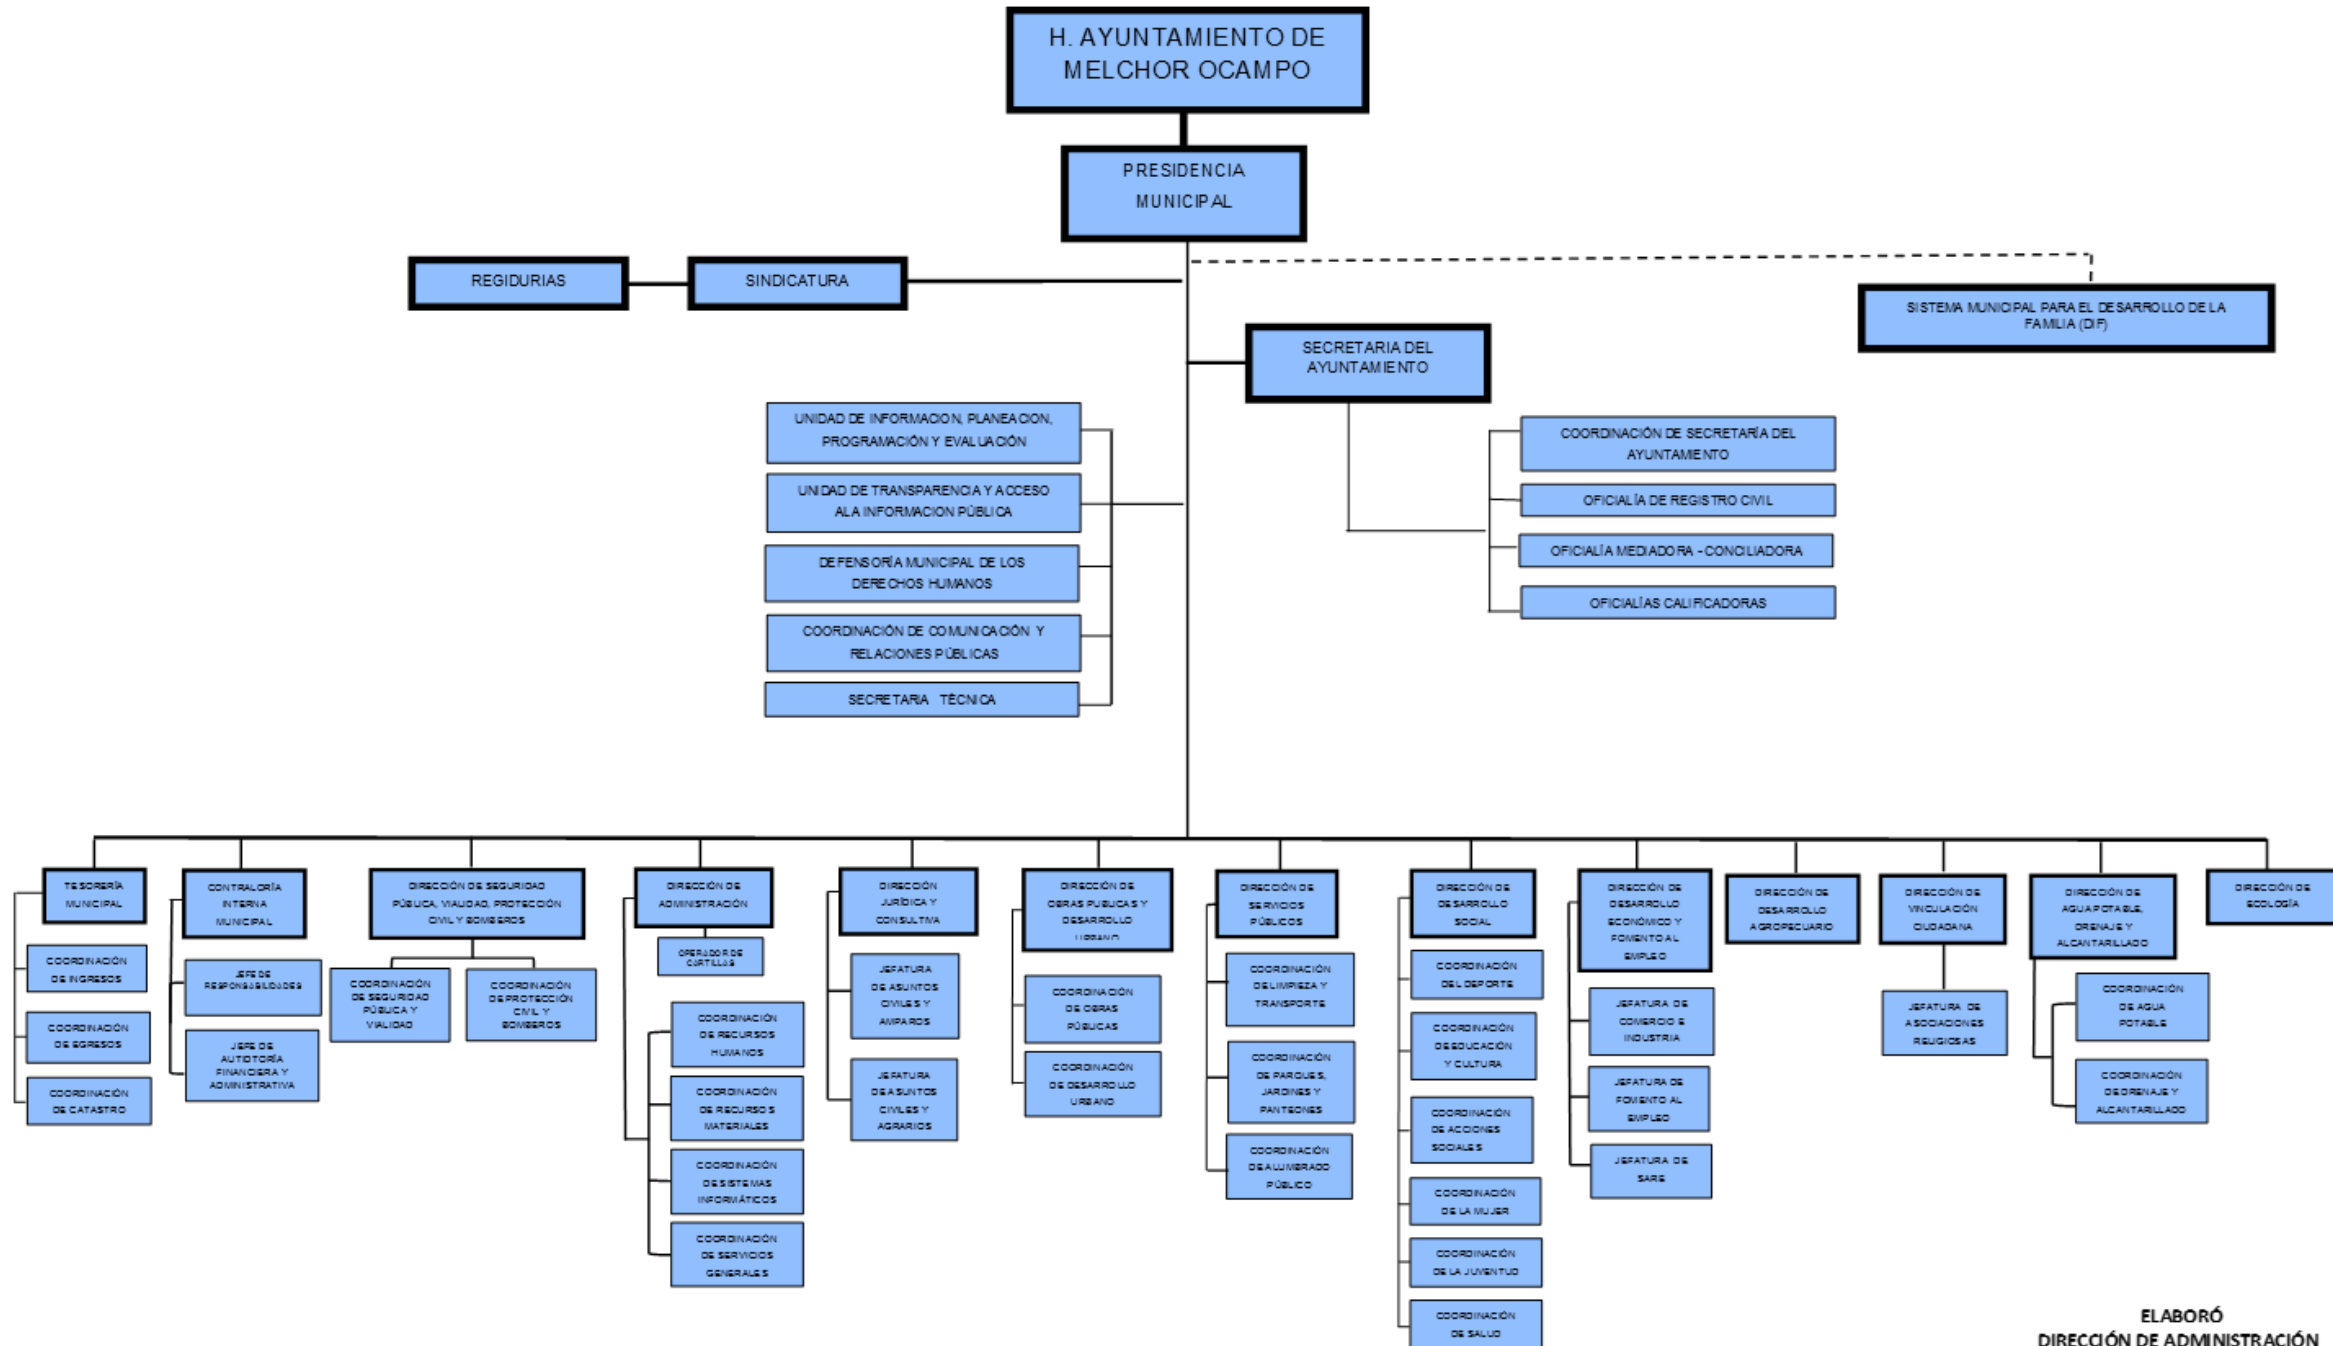 H. AYUNTAMIENTO DE
MELCHOR OCAMPO
PRESIDENCIA
MUNICIPAL
REGIDURIAS
SINDICATURA
SISTEMA MUNICIPAL PARA EL DESARROLLO DE LA
FAMILIA (DIF)
SECRETARIA DEL
AYUNTAMIENTO
UNIDAD DE INFORMACION, PLANEACION,
PROGRAMACIÓN Y EVALUACIÓN
UNIDAD DE TRANSPARENCIA Y ACCESO
ALA INFORMACION PÚBLICA
DEFENSORÍA MUNICIPAL DE LOS
DERECHOS HUMANOS
COORDINACIÓN DE COMUNICACIÓN Y
RELACIONES PÚBLICAS
SECRETARIA TÉCNICA
COORDINACIÓN DE SECRETARÍA DEL
AYUNTAMIENTO
OFICIALÍA DE REGISTRO CIVIL
OFICIALÍA MEDIADORA - CONCILIADORA
OFICIALÍAS CALIFICADORAS
TESORERÍA
MUNICIPAL
COORDINACIÓN
DE INGRESOS
COORDINACIÓN
DE EGRESOS
COORDINACIÓN
DE CATASTRO
CONTRALORÍA
INTERNA
MUNICIPAL
JEFE DE
RESPONSABILIDADES
JEFE DE
AUTIDTORÍA
FINANCIERA Y
ADMINISTRATIVA
DIRECCIÓN DE SEGURIDAD
PÚBLICA, VIALIDAD, PROTECCIÓN
CIVIL Y BOMBEROS
COORDINACIÓN
DE SEGURIDAD
PÚBLICA Y
VIALIDAD
COORDINACIÓN
DE PROTECCIÓN
CIVIL Y
BOMBEROS
DIRECCIÓN DE
ADMINISTRACIÓN
OPERADOR DE
CARTILLAS
COORDINACIÓN
DE RECURSOS
HUMANOS
COORDINACIÓN
DE RECURSOS
MATERIALES
COORDINACIÓN
DE SISTEMAS
INFORMÁTICOS
COORDINACIÓN
DE SERVICIOS
GENERALES
DIRECCIÓN
JURÍDICA Y
CONSULTIVA
JEFATURA
DE ASUNTOS
CIVILES Y
AMPAROS
JEFATURA
DE ASUNTOS
CIVILES Y
AGRARIOS
DIRECCIÓN DE
OBRAS PUBLICAS Y
DESARROLLO
URBANO
COORDINACIÓN
DE OBRAS
PÚBLICAS
COORDINACIÓN
DE DESARROLLO
URBANO
DIRECCIÓN DE
SERVICIOS
PÚBLICOS
COORDINACIÓN
DE LIMPIEZA Y
TRANSPORTE
COORDINACIÓN
DE PARQUES,
JARDINES Y
PANTEONES
COORDINACIÓN
DE ALUMBRADO
PÚBLICO
DIRECCIÓN DE
DESARROLLO
SOCIAL
COORDINACIÓN
DEL DEPORTE
COORDINACIÓN
DE EDUCACIÓN
Y CULTURA
COORDINACIÓN
DE ACCIONES
SOCIALES
COORDINACIÓN
DE LA MUJER
COORDINACIÓN
DE LA JUVENTUD
COORDINACIÓN
DE SALUD
DIRECCIÓN DE
DESARROLLO
ECONÓMICO Y
FOMENTO AL
EMPLEO
JEFATURA DE
COMERCIO E
INDUSTRIA
JEFATURA DE
FOMENTO AL
EMPLEO
JEFATURA DE
SARE
DIRECCIÓN DE
DESARROLLO
AGROPECUARIO
DIRECCIÓN DE
VINCULACIÓN
CIUDADANA
JEFATURA DE
ASOCIACIONES
RELIGIOSAS
DIRECCIÓN DE
AGUA POTABLE,
DRENAJE Y
ALCANTARILLADO
COORDINACIÓN
DE AGUA
POTABLE
COORDINACIÓN
DE DRENAJE Y
ALCANTARILLADO
DIRECCIÓN DE
ECOLOGÍA
ELABORÓ
DIRECCIÓN DE ADMINISTRACIÓN